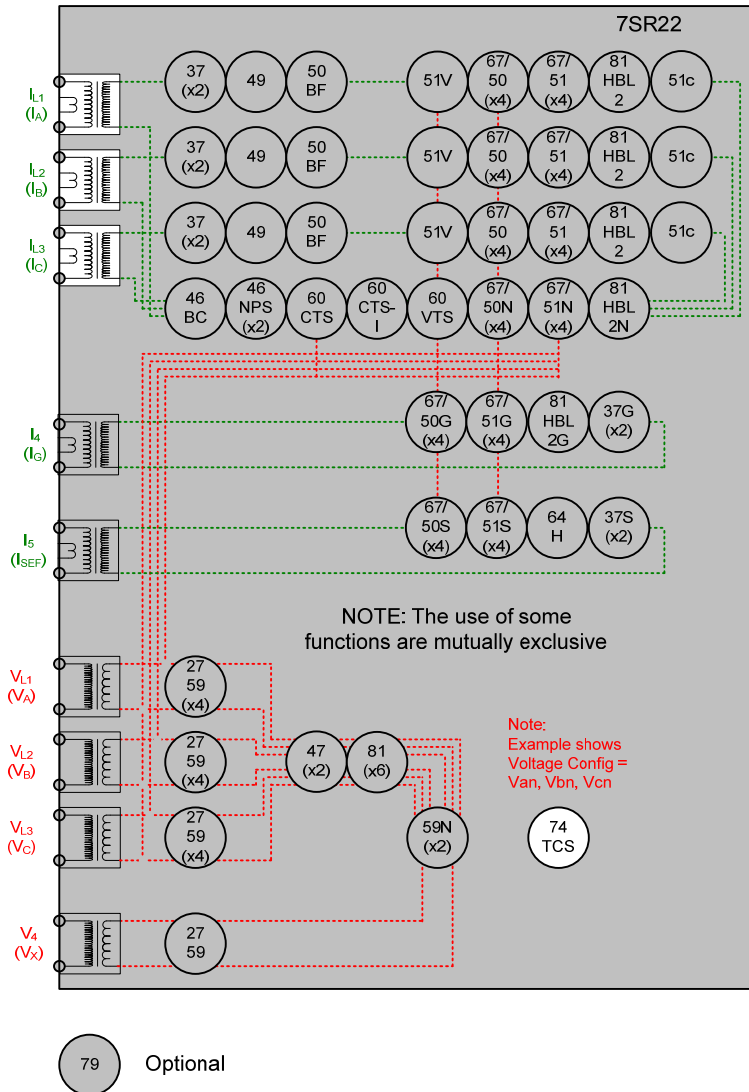 7SR22
IL1
(IA)
37
(x2)
49
50
BF
51V
67/
50
(x4)
67/
51
(x4)
81
HBL
2
51c
IL2
(IB)
37
(x2)
49
50
BF
51V
67/
50
(x4)
67/
51
(x4)
81
HBL
2
51c
IL3
(IC)
37
(x2)
49
50
BF
51V
67/
50
(x4)
67/
51
(x4)
81
HBL
2
51c
46
BC
46
NPS
(x2)
60
CTS
60
CTS-
I
60
VTS
67/
50N
(x4)
67/
51N
(x4)
81
HBL
2N
I4
(IG)
67/
50G
(x4)
67/
51G
(x4)
81
HBL
2G
37G
(x2)
I5
(ISEF)
67/
50S
(x4)
67/
51S
(x4)
64
H
37S
(x2)
NOTE: The use of some
functions are mutually exclusive
VL1
(VA)
27
59
(x4)
VL2
(VB)
27
59
(x4)
47
(x2)
81
(x6)
Note:
Example shows
Voltage Config =
Van, Vbn, Vcn
VL3
(VC)
27
59
(x4)
59N
(x2)
74
TCS
V4
(VX)
27
59
79
Optional